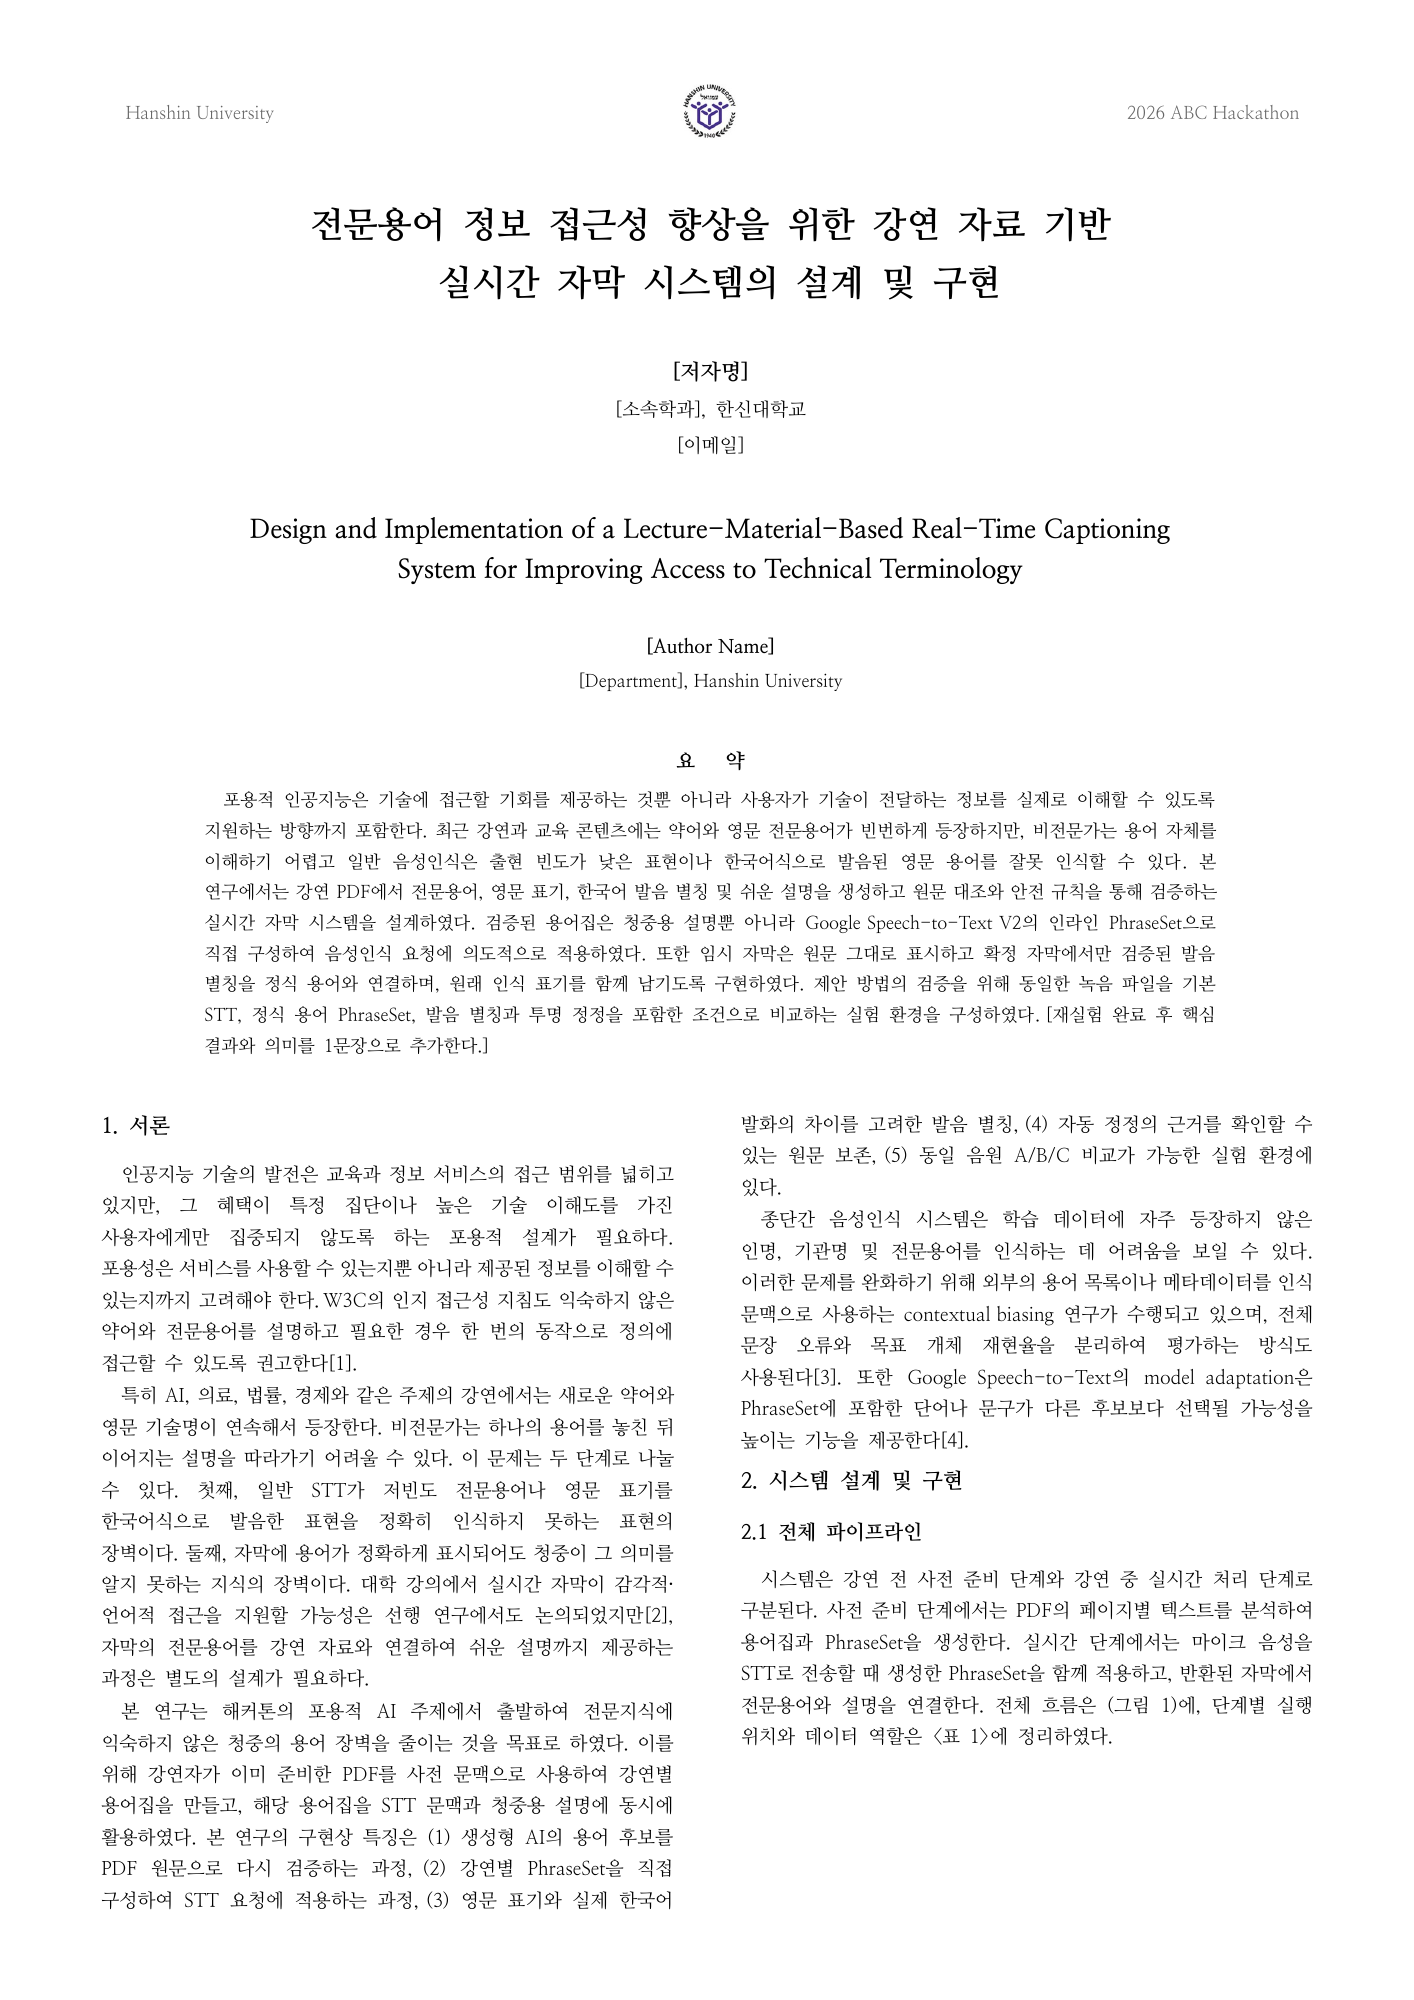 Hanshin University
HANSHIN UNIVERSITY
1940
2026 ABC Hackathon
전문용어 정보 접근성 향상을 위한 강연 자료 기반
실시간 자막 시스템의 설계 및 구현
[저자명]
[소속학과], 한신대학교
[이메일]
Design and Implementation of a Lecture-Material-Based Real-Time Captioning
System for Improving Access to Technical Terminology
[Author Name]
[Department], Hanshin University
요 약
포용적 인공지능은 기술에 접근할 기회를 제공하는 것뿐 아니라 사용자가 기술이 전달하는 정보를 실제로 이해할 수 있도록
지원하는 방향까지 포함한다. 최근 강연과 교육 콘텐츠에는 약어와 영문 전문용어가 빈번하게 등장하지만, 비전문가는 용어 자체를
이해하기 어렵고 일반 음성인식은 출현 빈도가 낮은 표현이나 한국어식으로 발음된 영문 용어를 잘못 인식할 수 있다. 본
연구에서는 강연 PDF에서 전문용어, 영문 표기, 한국어 발음 별칭 및 쉬운 설명을 생성하고 원문 대조와 안전 규칙을 통해 검증하는
실시간 자막 시스템을 설계하였다. 검증된 용어집은 청중용 설명뿐 아니라 Google Speech-to-Text V2의 인라인 PhraseSet으로
직접 구성하여 음성인식 요청에 의도적으로 적용하였다. 또한 임시 자막은 원문 그대로 표시하고 확정 자막에서만 검증된 발음
별칭을 정식 용어와 연결하며, 원래 인식 표기를 함께 남기도록 구현하였다. 제안 방법의 검증을 위해 동일한 녹음 파일을 기본
STT, 정식 용어 PhraseSet, 발음 별칭과 투명 정정을 포함한 조건으로 비교하는 실험 환경을 구성하였다. [재실험 완료 후 핵심
결과와 의미를 1문장으로 추가한다.]
1. 서론
인공지능 기술의 발전은 교육과 정보 서비스의 접근 범위를 넓히고
있지만, 그 혜택이 특정 집단이나 높은 기술 이해도를 가진
사용자에게만 집중되지 않도록 하는 포용적 설계가 필요하다.
포용성은 서비스를 사용할 수 있는지뿐 아니라 제공된 정보를 이해할 수
있는지까지 고려해야 한다. W3C의 인지 접근성 지침도 익숙하지 않은
약어와 전문용어를 설명하고 필요한 경우 한 번의 동작으로 정의에
접근할 수 있도록 권고한다[1].
특히 AI, 의료, 법률, 경제와 같은 주제의 강연에서는 새로운 약어와
영문 기술명이 연속해서 등장한다. 비전문가는 하나의 용어를 놓친 뒤
이어지는 설명을 따라가기 어려울 수 있다. 이 문제는 두 단계로 나눌
수 있다. 첫째, 일반 STT가 저빈도 전문용어나 영문 표기를
한국어식으로 발음한 표현을 정확히 인식하지 못하는 표현의
장벽이다. 둘째, 자막에 용어가 정확하게 표시되어도 청중이 그 의미를
알지 못하는 지식의 장벽이다. 대학 강의에서 실시간 자막이 감각적·
언어적 접근을 지원할 가능성은 선행 연구에서도 논의되었지만[2],
자막의 전문용어를 강연 자료와 연결하여 쉬운 설명까지 제공하는
과정은 별도의 설계가 필요하다.
본 연구는 해커톤의 포용적 AI 주제에서 출발하여 전문지식에
익숙하지 않은 청중의 용어 장벽을 줄이는 것을 목표로 하였다. 이를
위해 강연자가 이미 준비한 PDF를 사전 문맥으로 사용하여 강연별
용어집을 만들고, 해당 용어집을 STT 문맥과 청중용 설명에 동시에
활용하였다. 본 연구의 구현상 특징은 (1) 생성형 AI의 용어 후보를
PDF 원문으로 다시 검증하는 과정, (2) 강연별 PhraseSet을 직접
구성하여 STT 요청에 적용하는 과정, (3) 영문 표기와 실제 한국어
발화의 차이를 고려한 발음 별칭, (4) 자동 정정의 근거를 확인할 수
있는 원문 보존, (5) 동일 음원 A/B/C 비교가 가능한 실험 환경에
있다.
종단간 음성인식 시스템은 학습 데이터에 자주 등장하지 않은
인명, 기관명 및 전문용어를 인식하는 데 어려움을 보일 수 있다.
이러한 문제를 완화하기 위해 외부의 용어 목록이나 메타데이터를 인식
문맥으로 사용하는 contextual biasing 연구가 수행되고 있으며, 전체
문장 오류와 목표 개체 재현율을 분리하여 평가하는 방식도
사용된다[3]. 또한 Google Speech-to-Text의 model adaptation은
PhraseSet에 포함한 단어나 문구가 다른 후보보다 선택될 가능성을
높이는 기능을 제공한다[4].
2. 시스템 설계 및 구현
2.1 전체 파이프라인
시스템은 강연 전 사전 준비 단계와 강연 중 실시간 처리 단계로
구분된다. 사전 준비 단계에서는 PDF의 페이지별 텍스트를 분석하여
용어집과 PhraseSet을 생성한다. 실시간 단계에서는 마이크 음성을
STT로 전송할 때 생성한 PhraseSet을 함께 적용하고, 반환된 자막에서
전문용어와 설명을 연결한다. 전체 흐름은 (그림 1)에, 단계별 실행
위치와 데이터 역할은 〈표 1〉에 정리하였다.